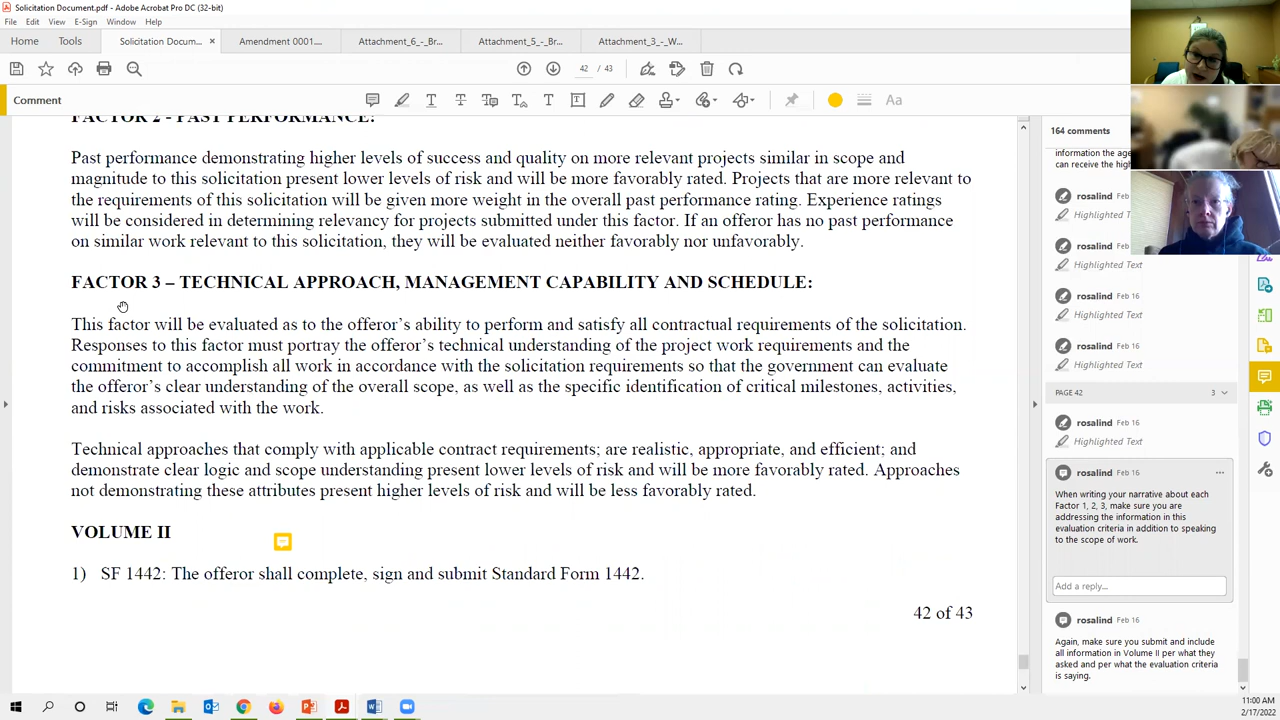 Solicitation Document.pdf - Adobe Acrobat Pro DC (32-bit)
File Edit View E-Sign Window Help
Home Tools Solicitation Docum... × Amendment 0001.... Attachment_6_-_Br... Attachment_5_-_Br... Attachment_3_-_W...
42 / 43
Comment
Aa
FACTOR 2 - PAST PERFORMANCE:
Past performance demonstrating higher levels of success and quality on more relevant projects similar in scope and
magnitude to this solicitation present lower levels of risk and will be more favorably rated. Projects that are more relevant to
the requirements of this solicitation will be given more weight in the overall past performance rating. Experience ratings
will be considered in determining relevancy for projects submitted under this factor. If an offeror has no past performance
on similar work relevant to this solicitation, they will be evaluated neither favorably nor unfavorably.
FACTOR 3 – TECHNICAL APPROACH, MANAGEMENT CAPABILITY AND SCHEDULE:
This factor will be evaluated as to the offeror’s ability to perform and satisfy all contractual requirements of the solicitation.
Responses to this factor must portray the offeror’s technical understanding of the project work requirements and the
commitment to accomplish all work in accordance with the solicitation requirements so that the government can evaluate
the offeror’s clear understanding of the overall scope, as well as the specific identification of critical milestones, activities,
and risks associated with the work.
Technical approaches that comply with applicable contract requirements; are realistic, appropriate, and efficient; and
demonstrate clear logic and scope understanding present lower levels of risk and will be more favorably rated. Approaches
not demonstrating these attributes present higher levels of risk and will be less favorably rated.
VOLUME II
1) SF 1442: The offeror shall complete, sign and submit Standard Form 1442.
42 of 43
164 comments
information the age
can receive the high
rosalind Feb 16
Highlighted T
rosalind Feb 16
Highlighted Text
rosalind Feb 16
Highlighted Text
rosalind Feb 16
Highlighted Text
PAGE 42 3
rosalind Feb 16
Highlighted Text
rosalind Feb 16 ...
When writing your narrative about each
Factor 1, 2, 3, make sure you are
addressing the information in this
evaluation criteria in addition to speaking
to the scope of work.
Add a reply...
rosalind Feb 16
Again, make sure you submit and include
all information in Volume II per what they
asked and per what the evaluation criteria
is saying.
11:00 AM
2/17/2022